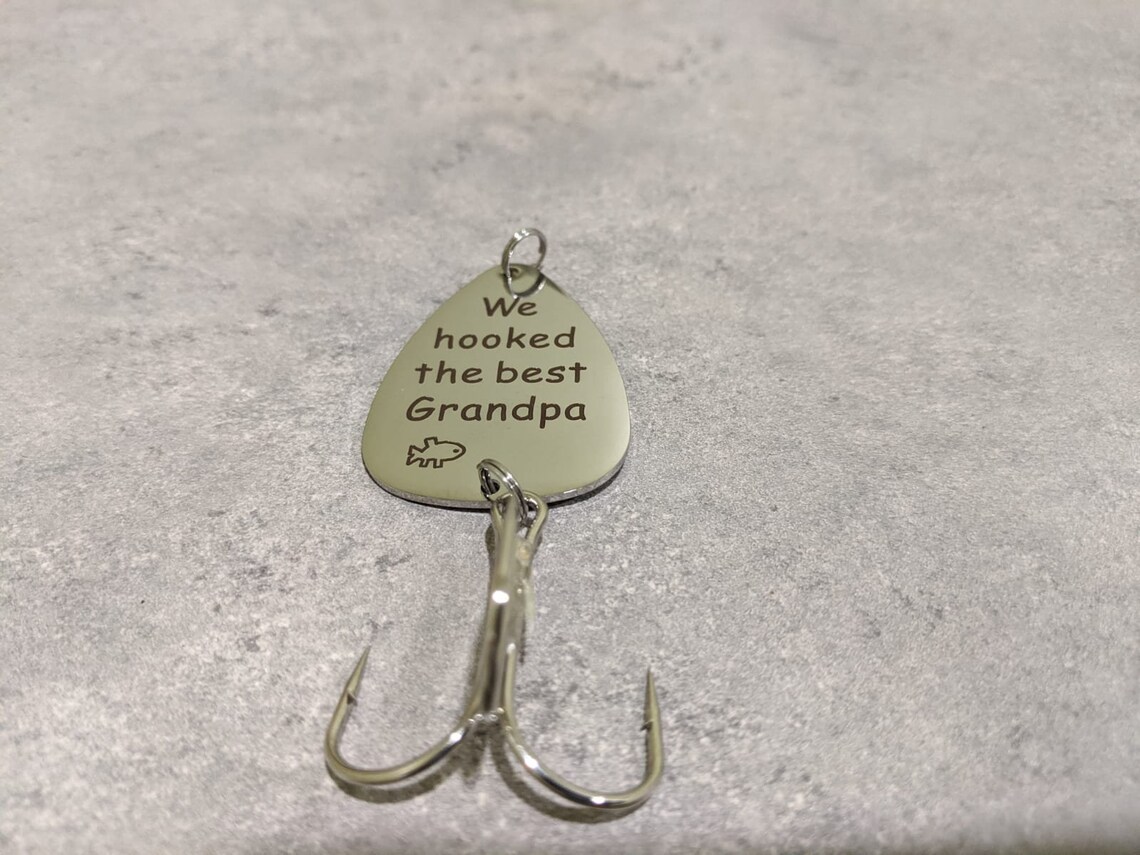 We
hooked
the best
Grandpa